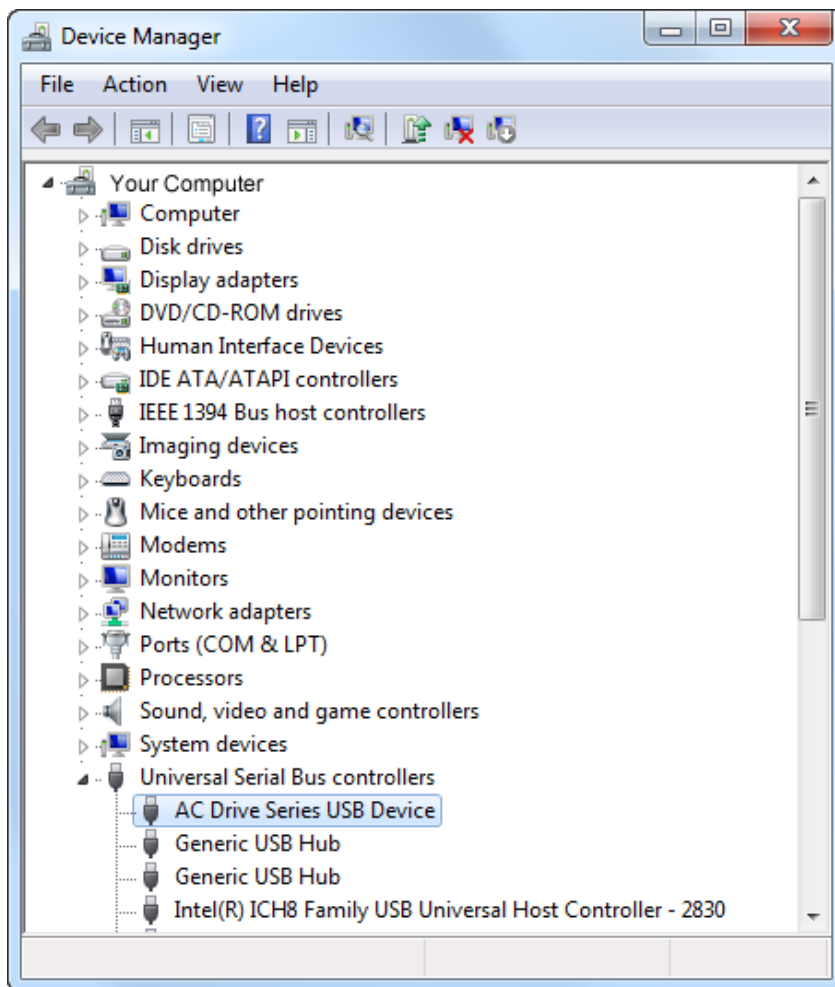 Device Manager
File Action View Help
Your Computer
Computer
Disk drives
Display adapters
DVD/CD-ROM drives
Human Interface Devices
IDE ATA/ATAPI controllers
IEEE 1394 Bus host controllers
Imaging devices
Keyboards
Mice and other pointing devices
Modems
Monitors
Network adapters
Ports (COM & LPT)
Processors
Sound, video and game controllers
System devices
Universal Serial Bus controllers
AC Drive Series USB Device
Generic USB Hub
Generic USB Hub
Intel(R) ICH8 Family USB Universal Host Controller - 2830